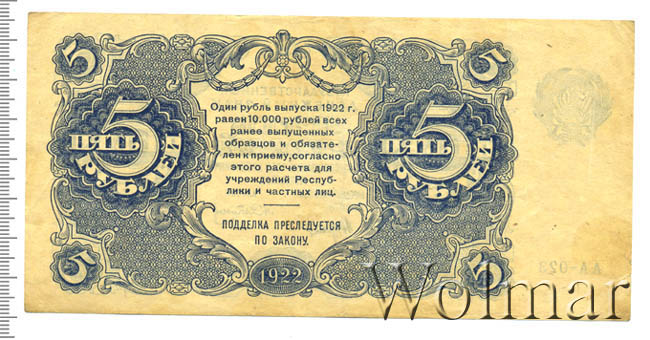 5 5
Один рубль выпуска 1922 г.
равен 10.000 рублей всех
ранее выпущенных
образцов и обязате-
лен к приему, согласно
этого расчета для
учреждений Респуб-
лики и частных лиц.
5 ПЯТЬ РУБЛЕЙ
5 ПЯТЬ РУБЛЕЙ
ПОДДЕЛКА ПРЕСЛЕДУЕТСЯ
ПО ЗАКОНУ.
5 1922 5
Wolmar